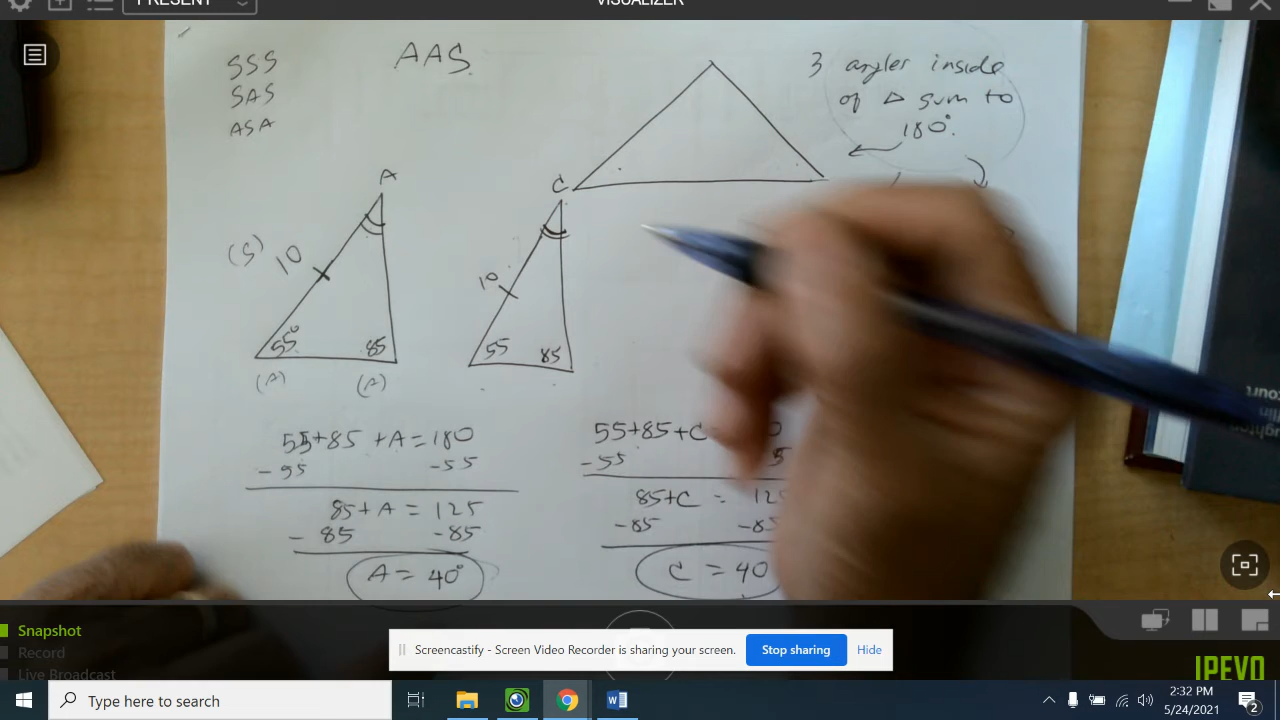 PRESENT
VISUALIZER
SSS
SAS
ASA
AAS
3 angles inside
of △ sum to
180°.
A
(S) 10
55°
85
(A)
(A)
C
10
55
85
55+85+A=180
-55
85+A=125
-85 -85
A=40°
55+85+C
-55
85+C=125
-85
C=40
Snapshot
Record
Live Broadcast
Screencastify - Screen Video Recorder is sharing your screen.
Stop sharing
Hide
IPEVO
Type here to search
2:32 PM
5/24/2021
2